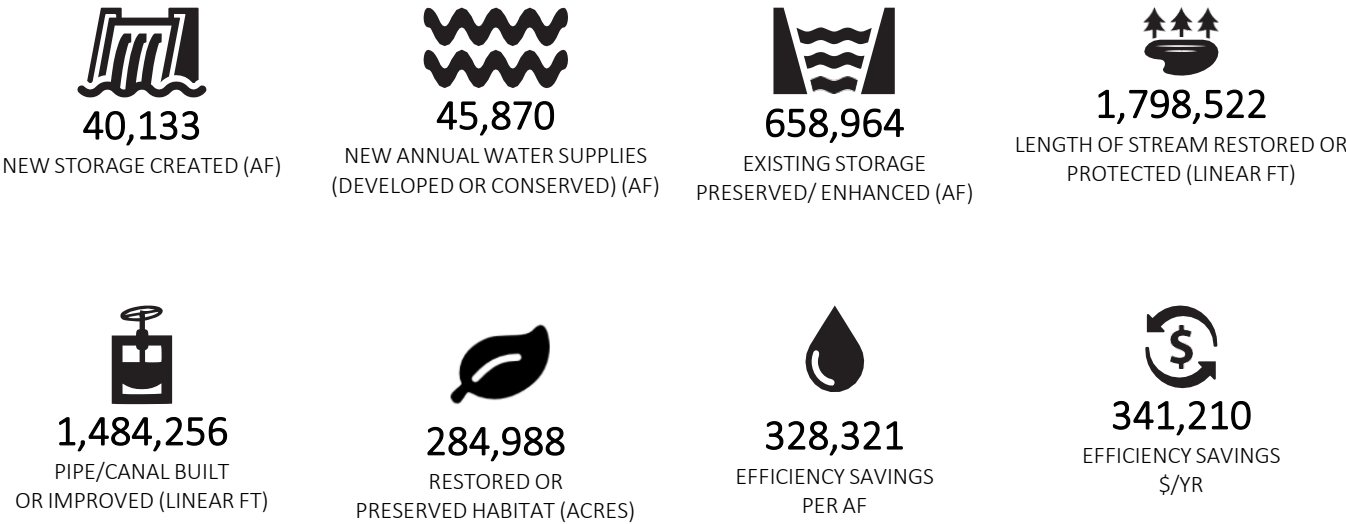 40,133
NEW STORAGE CREATED (AF)
45,870
NEW ANNUAL WATER SUPPLIES
(DEVELOPED OR CONSERVED) (AF)
658,964
EXISTING STORAGE
PRESERVED/ ENHANCED (AF)
1,798,522
LENGTH OF STREAM RESTORED OR
PROTECTED (LINEAR FT)
1,484,256
PIPE/CANAL BUILT
OR IMPROVED (LINEAR FT)
284,988
RESTORED OR
PRESERVED HABITAT (ACRES)
328,321
EFFICIENCY SAVINGS
PER AF
$
341,210
EFFICIENCY SAVINGS
$/YR